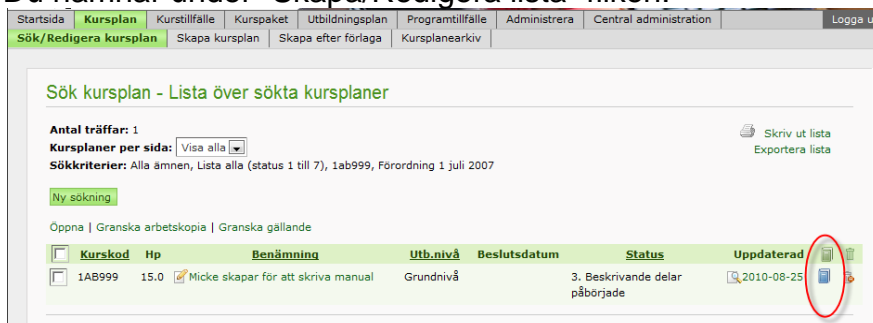 Du hamnar under "Skapa/Redigera lista"-fliken.
Startsida Kursplan Kurstillfälle Kurspaket Utbildningsplan Programtillfälle Administrera Central administration Logga u
Sök/Redigera kursplan Skapa kursplan Skapa efter förlaga Kursplanearkiv
Sök kursplan - Lista över sökta kursplaner
Antal träffar: 1
Kursplaner per sida: Visa alla
Skriv ut lista
Exportera lista
Sökkriterier: Alla ämnen, Lista alla (status 1 till 7), 1ab999, Förordning 1 juli 2007
Ny sökning
Öppna | Granska arbetskopia | Granska gällande
Kurskod Hp Benämning Utb.nivå Beslutsdatum Status Uppdaterad
1AB999 15.0 Micke skapar för att skriva manual Grundnivå 3. Beskrivande delar påbörjade 2010-08-25